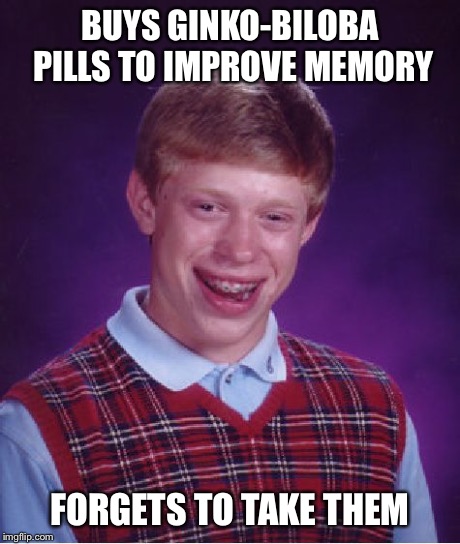 BUYS GINKO-BILOBA
PILLS TO IMPROVE MEMORY
FORGETS TO TAKE THEM
imgflip.com